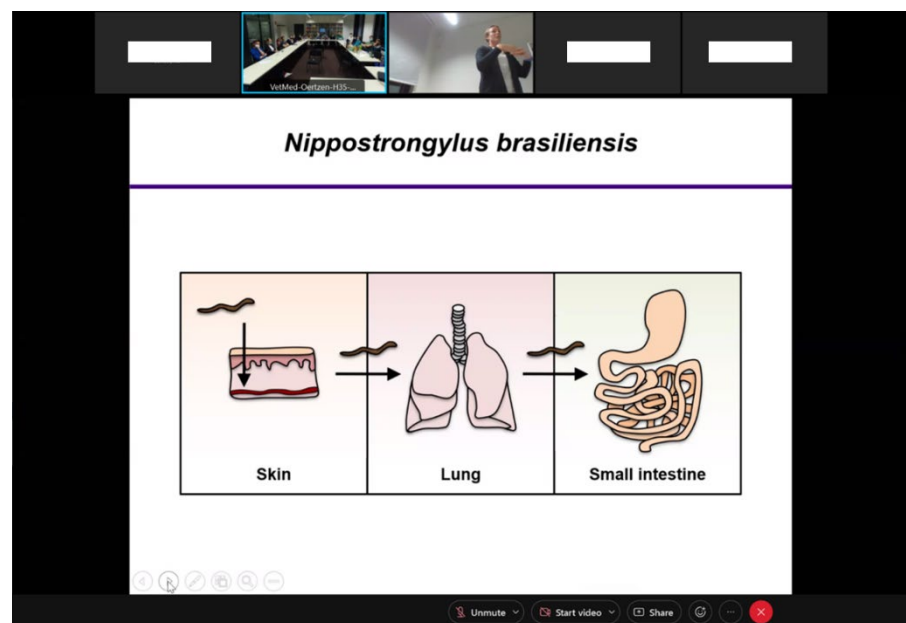 VetMed-Oertzen-H35-...
Nippostrongylus brasiliensis
Skin
Lung
Small intestine
Unmute
Start video
Share